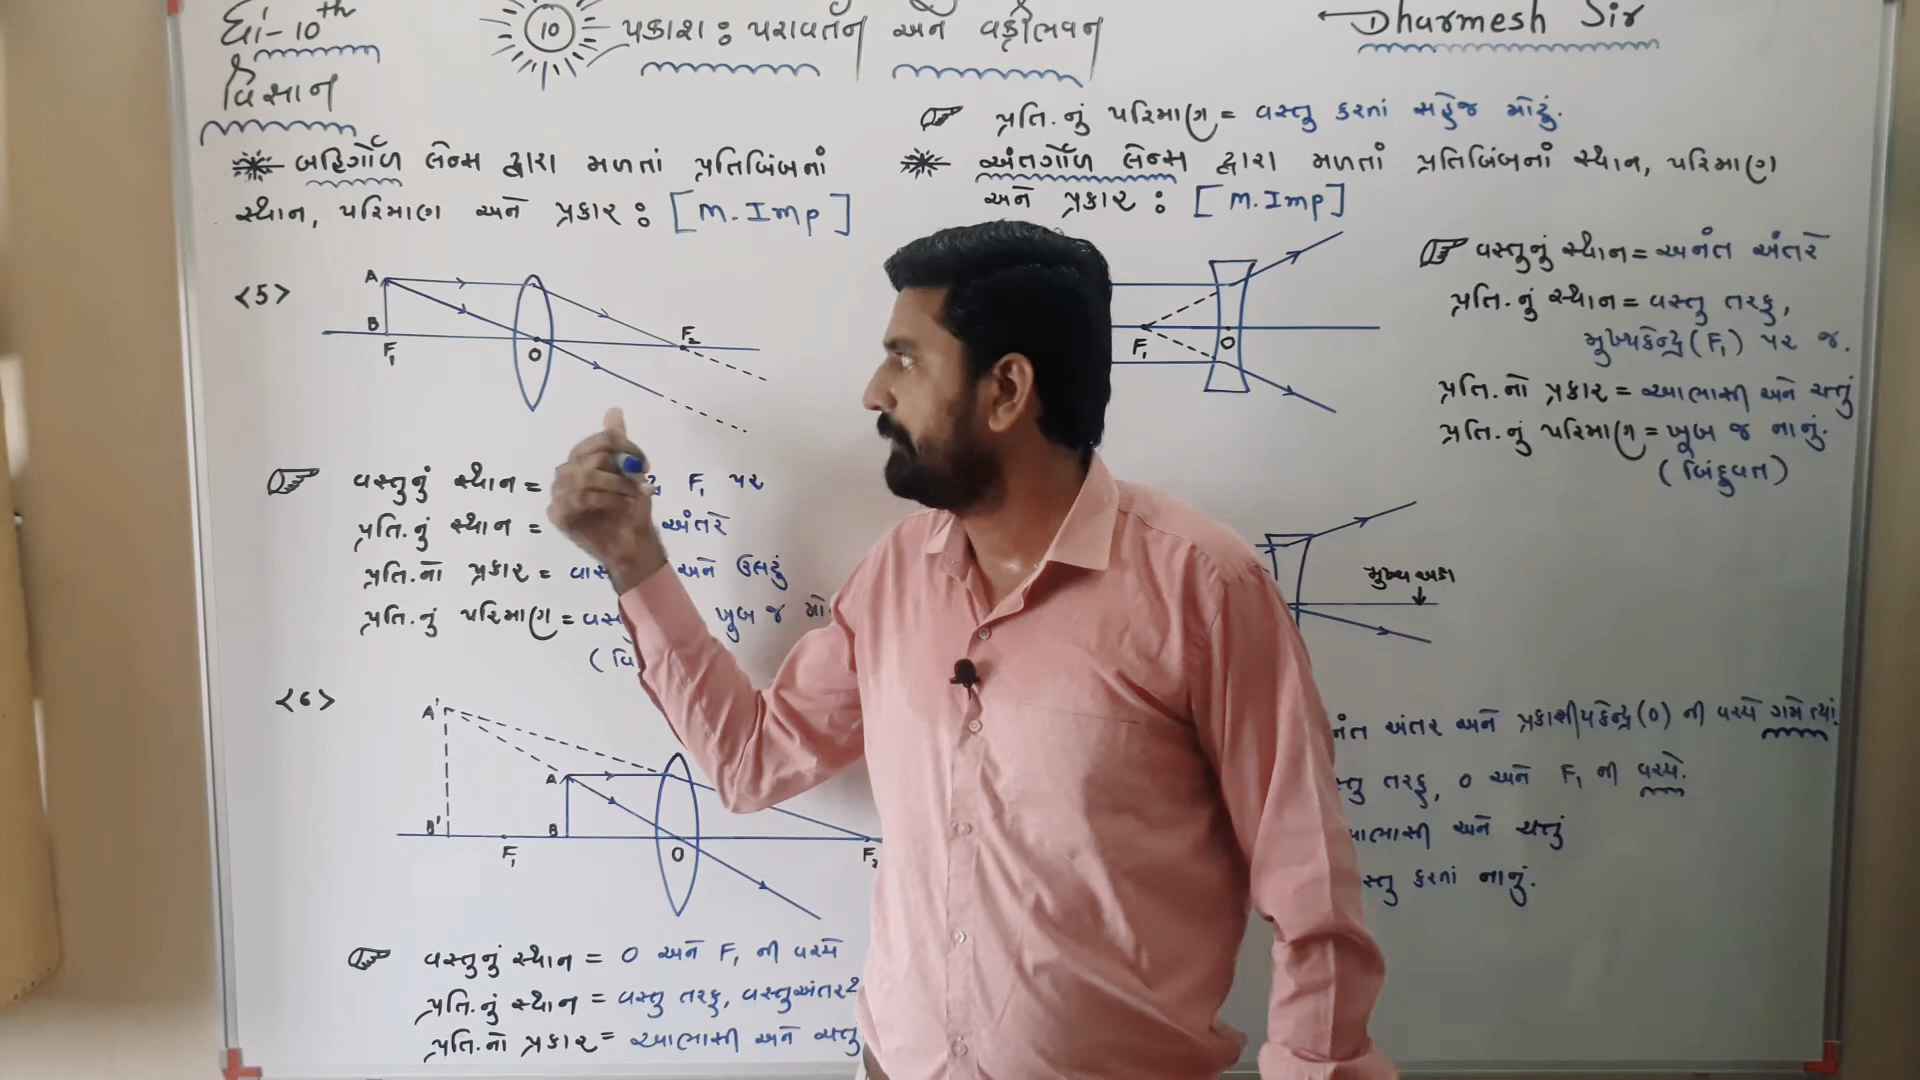 ધો-10th
વિજ્ઞાન
10 પ્રકાશ : પરાવર્તન અને વક્રીભવન
Dharmesh Sir
બહિર્ગોળ લેન્સ દ્વારા મળતાં પ્રતિબિંબનાં
સ્થાન, પરિમાણ અને પ્રકાર : [M.Imp]
<5>
A
B
F₁
O
F₂
વસ્તુનું સ્થાન = F₁ પર
પ્રતિ.નું સ્થાન = અંતરે
પ્રતિ.નો પ્રકાર = અને ઉલટું
પ્રતિ.નું પરિમાણ = ખૂબ જ
<6>
A'
A
B'
F₁
B
O
F₂
વસ્તુનું સ્થાન = O અને F₁ ની વચ્ચે
પ્રતિ.નું સ્થાન = વસ્તુ તરફ, વસ્તુઅંતર
પ્રતિ.નો પ્રકાર = આભાસી અને ચત્તુ
પ્રતિ.નું પરિમાણ = વસ્તુ કરતાં સહેજ મોટું.
અંતર્ગોળ લેન્સ દ્વારા મળતાં પ્રતિબિંબનાં સ્થાન, પરિમાણ
અને પ્રકાર : [M.Imp]
F₁
O
વસ્તુનું સ્થાન = અનંત અંતરે
પ્રતિ.નું સ્થાન = વસ્તુ તરફ,
મુખ્યકેન્દ્ર (F₁) પર જ.
પ્રતિ.નો પ્રકાર = આભાસી અને ચત્તું
પ્રતિ.નું પરિમાણ = ખૂબ જ નાનું.
(બિંદુવત)
મુખ્ય અક્ષ
અંતર અને પ્રકાશીયકેન્દ્ર (O) ની વચ્ચે ગમે ત્યાં.
તરફ, O અને F₁ ની વચ્ચે.
અને ચત્તું
કરતાં નાનું.